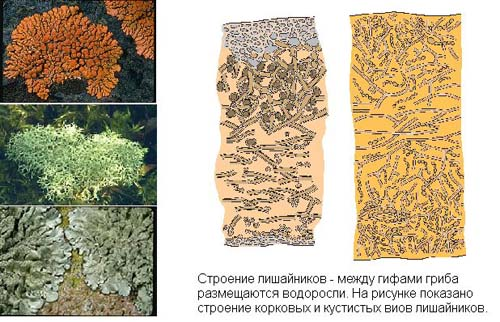 Строение лишайников - между гифами гриба
размещаются водоросли. На рисунке показано
строение корковых и кустистых виов лишайников.